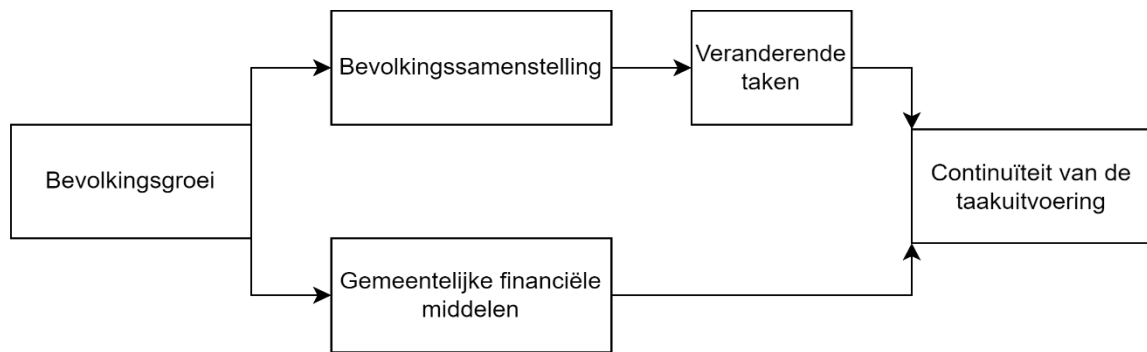 Bevolkingssamenstelling
Veranderende
taken
Bevolkingsgroei
Continuïteit van de
taakuitvoering
Gemeentelijke financiële
middelen